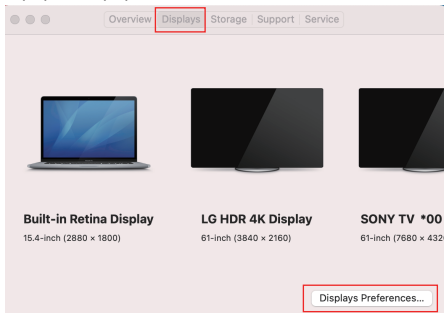 Overview Displays Storage Support Service
Built-in Retina Display
15.4-inch (2880 × 1800)
LG HDR 4K Display
61-inch (3840 × 2160)
SONY TV *00
61-inch (7680 × 432
Displays Preferences...